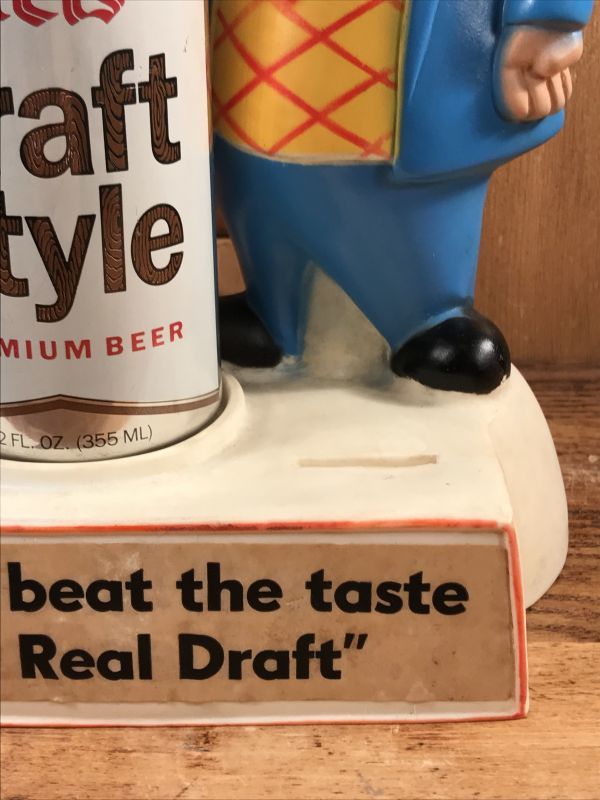 raft
tyle
MIUM BEER
2 FL. OZ. (355 ML)
beat the taste
Real Draft"